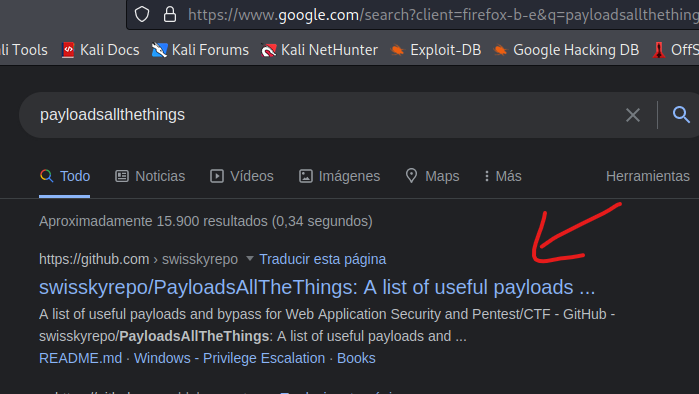 https://www.google.com/search?client=firefox-b-e&q=payloadsallthething
ali Tools Kali Docs Kali Forums Kali NetHunter Exploit-DB Google Hacking DB OffS
payloadsallthethings
Todo Noticias Vídeos Imágenes Maps Más Herramientas
Aproximadamente 15.900 resultados (0,34 segundos)
https://github.com › swisskyrepo Traducir esta página
swisskyrepo/PayloadsAllTheThings: A list of useful payloads ...
A list of useful payloads and bypass for Web Application Security and Pentest/CTF - GitHub -
swisskyrepo/PayloadsAllTheThings: A list of useful payloads and ...
README.md · Windows - Privilege Escalation · Books